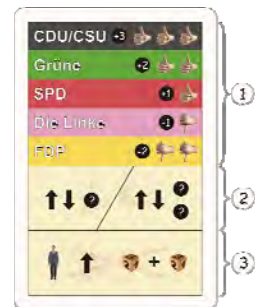 CDU/CSU +3
Grüne +2
SPD +1
Die Linke -1
FDP -2
1
? ?
?
2
+
3